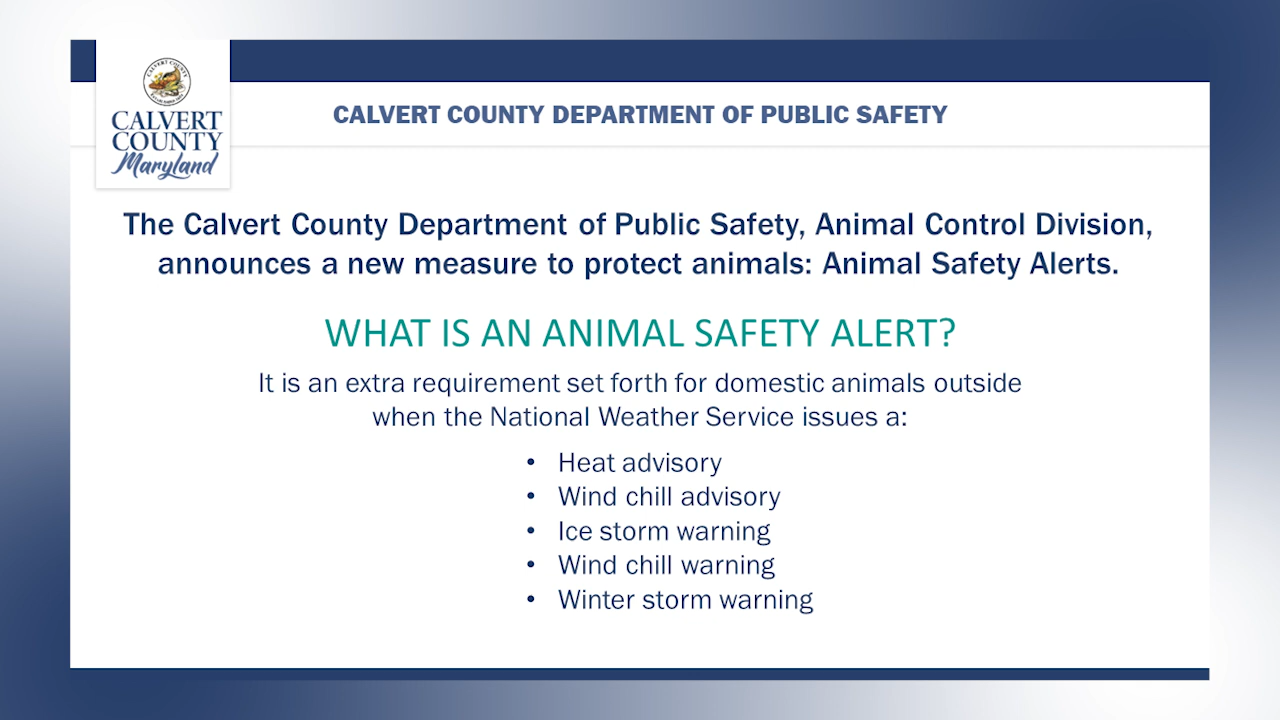 CALVERT COUNTY
CALVERT
COUNTY
Maryland
CALVERT COUNTY DEPARTMENT OF PUBLIC SAFETY
The Calvert County Department of Public Safety, Animal Control Division,
announces a new measure to protect animals: Animal Safety Alerts.
WHAT IS AN ANIMAL SAFETY ALERT?
It is an extra requirement set forth for domestic animals outside
when the National Weather Service issues a:
• Heat advisory
• Wind chill advisory
• Ice storm warning
• Wind chill warning
• Winter storm warning